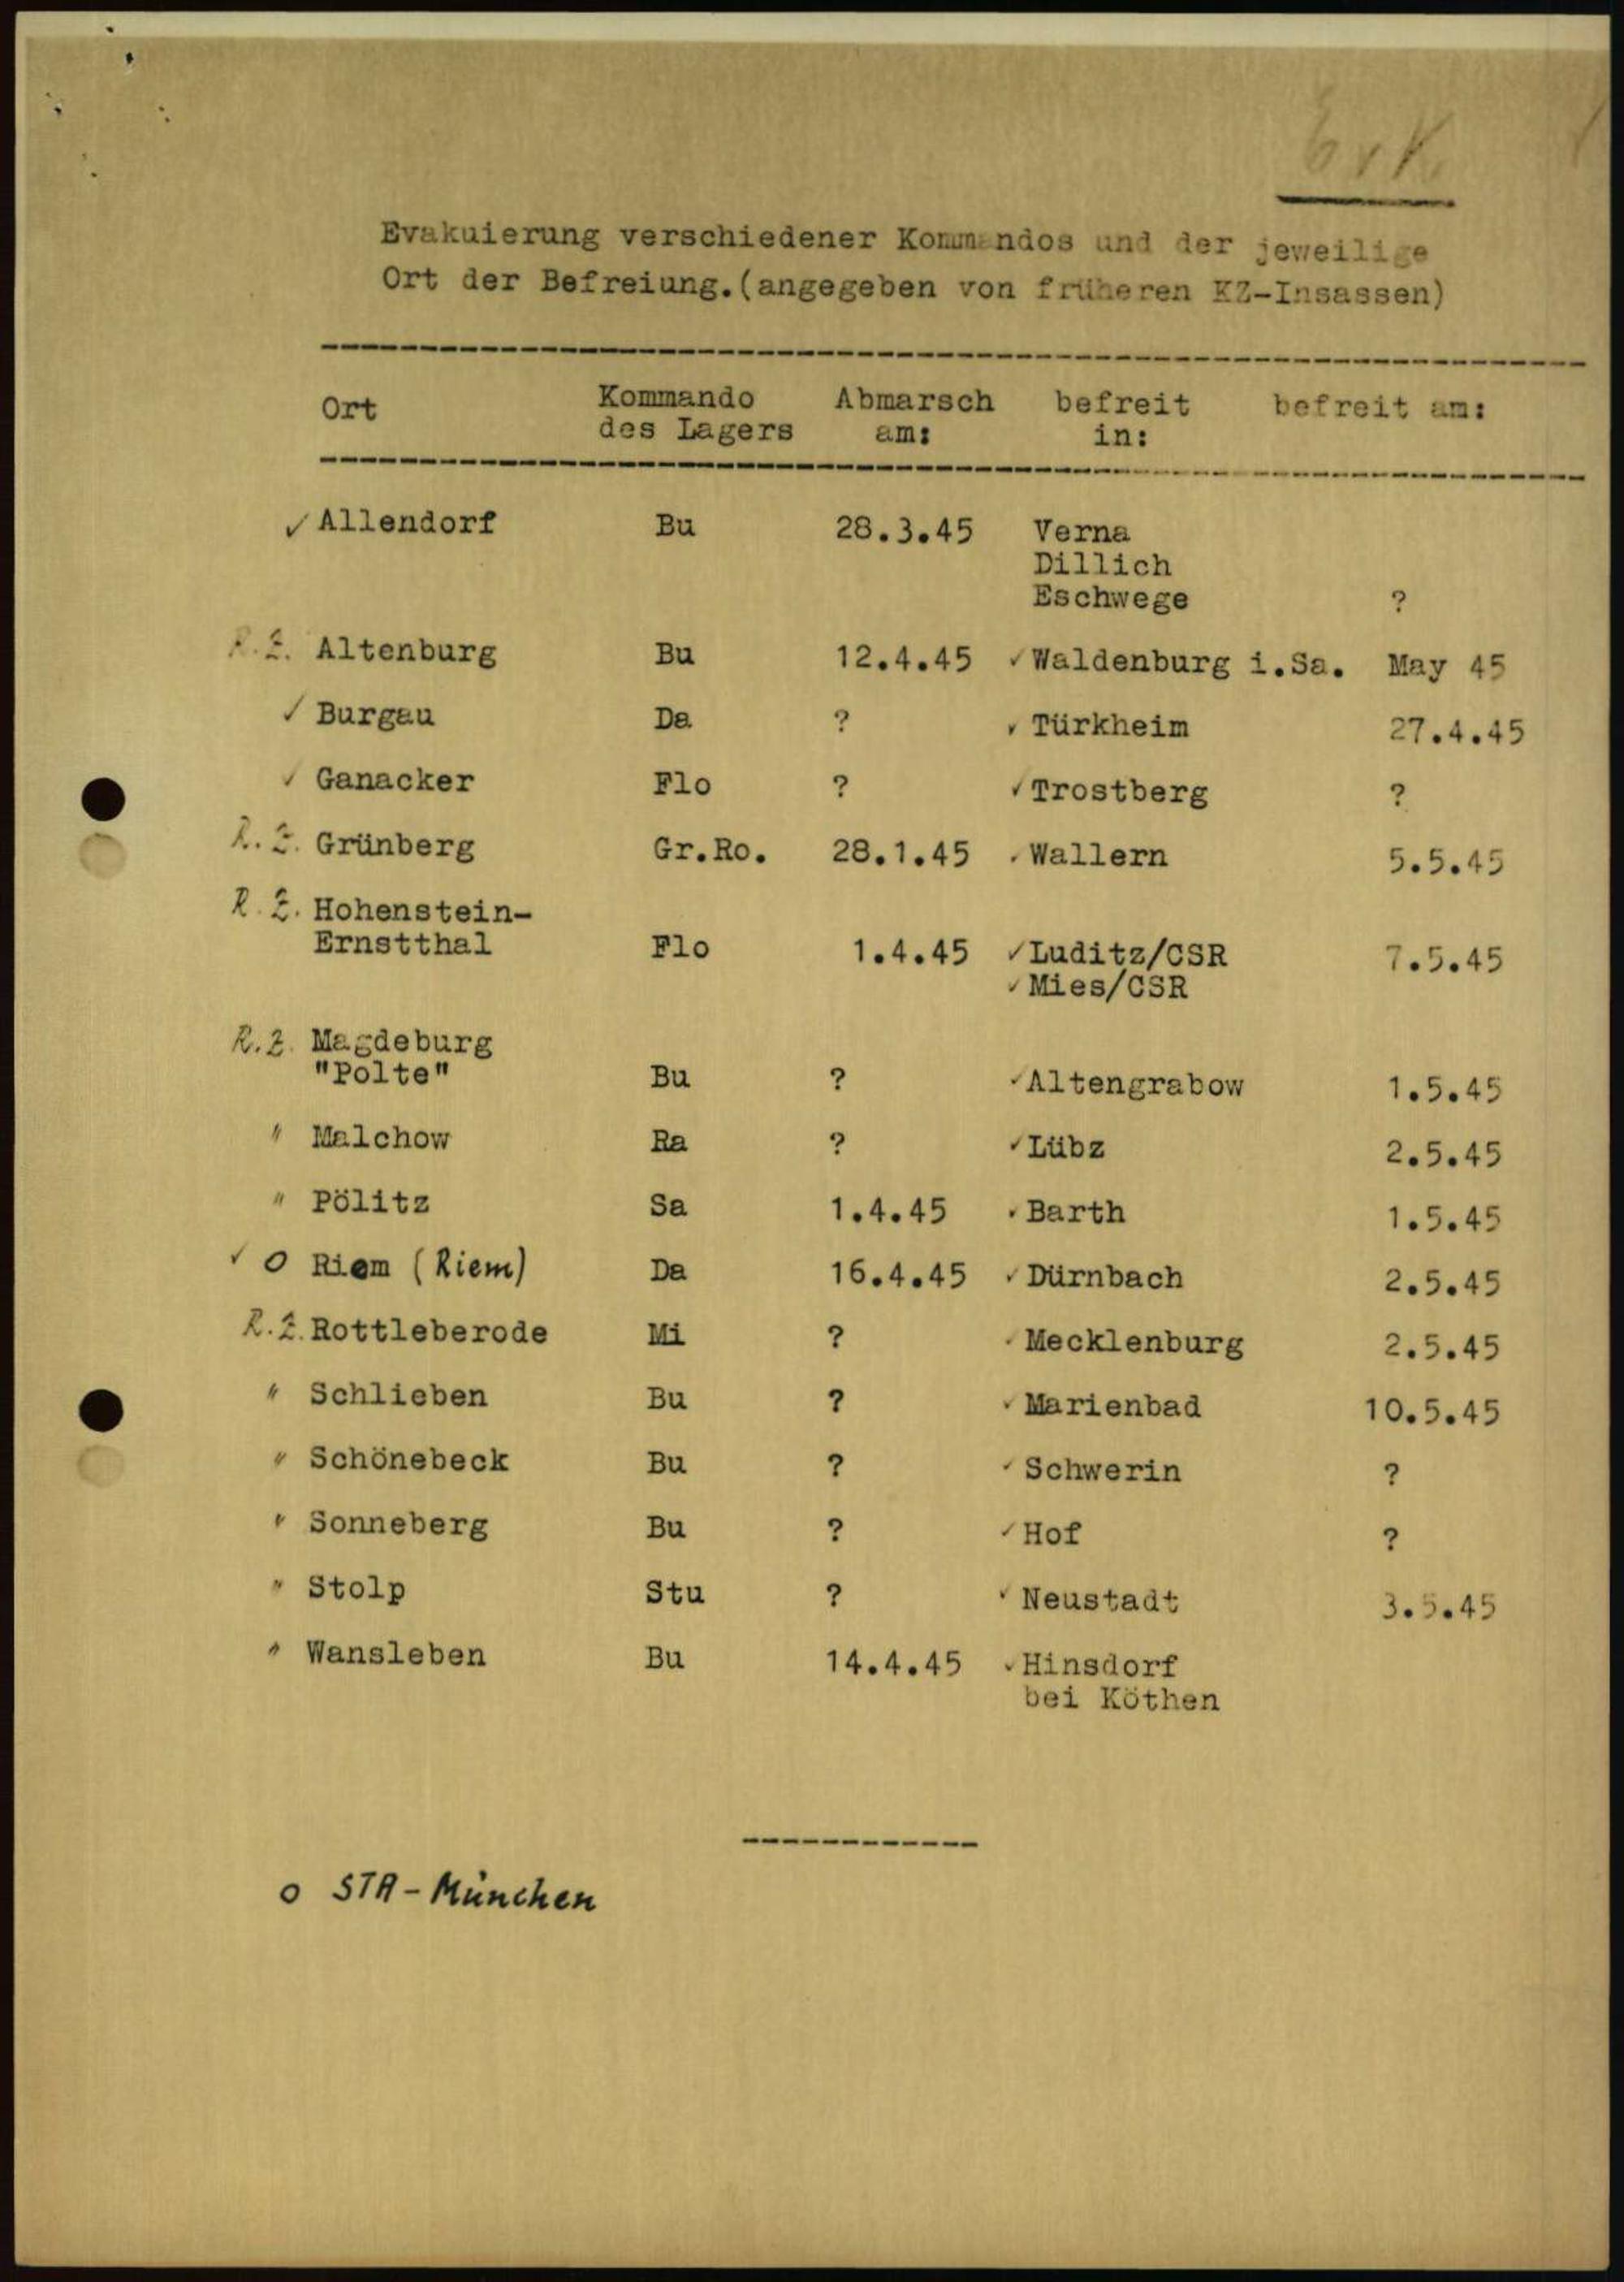 Evakuierung verschiedener Kommandos und der jeweilige
Ort der Befreiung.(angegeben von früheren KZ-Insassen)
Ort Kommando des Lagers Abmarsch am: befreit in: befreit am:
✓ Allendorf Bu 28.3.45 Verna
Dillich
Eschwege ?
R.Z. Altenburg Bu 12.4.45 ✓ Waldenburg i.Sa. May 45
✓ Burgau Da ? ✓ Türkheim 27.4.45
✓ Ganacker Flo ? ✓ Trostberg ?
R.Z. Grünberg Gr.Ro. 28.1.45 ✓ Wallern 5.5.45
R.Z. Hohenstein-
Ernstthal Flo 1.4.45 ✓ Luditz/CSR 7.5.45
✓ Mies/CSR
R.Z. Magdeburg
"Polte" Bu ? ✓ Altengrabow 1.5.45
" Malchow Ra ? ✓ Lübz 2.5.45
" Pölitz Sa 1.4.45 ✓ Barth 1.5.45
✓ o Riem (Riem) Da 16.4.45 ✓ Dürnbach 2.5.45
R.Z. Rottleberode Mi ? ✓ Mecklenburg 2.5.45
" Schlieben Bu ? ✓ Marienbad 10.5.45
" Schönebeck Bu ? ✓ Schwerin ?
" Sonneberg Bu ? ✓ Hof ?
" Stolp Stu ? ✓ Neustadt 3.5.45
" Wansleben Bu 14.4.45 ✓ Hinsdorf
bei Köthen
o STA-München